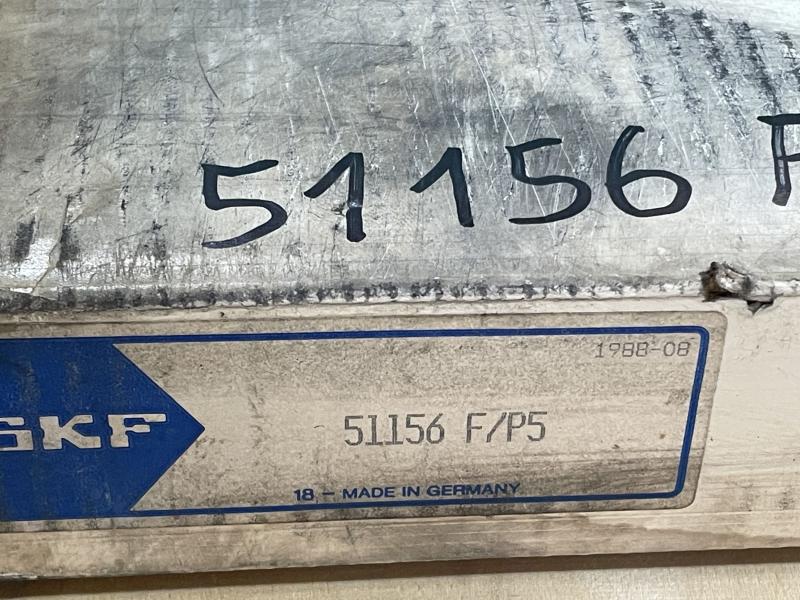 51156 F
1988-08
SKF
51156 F/P5
18 - MADE IN GERMANY